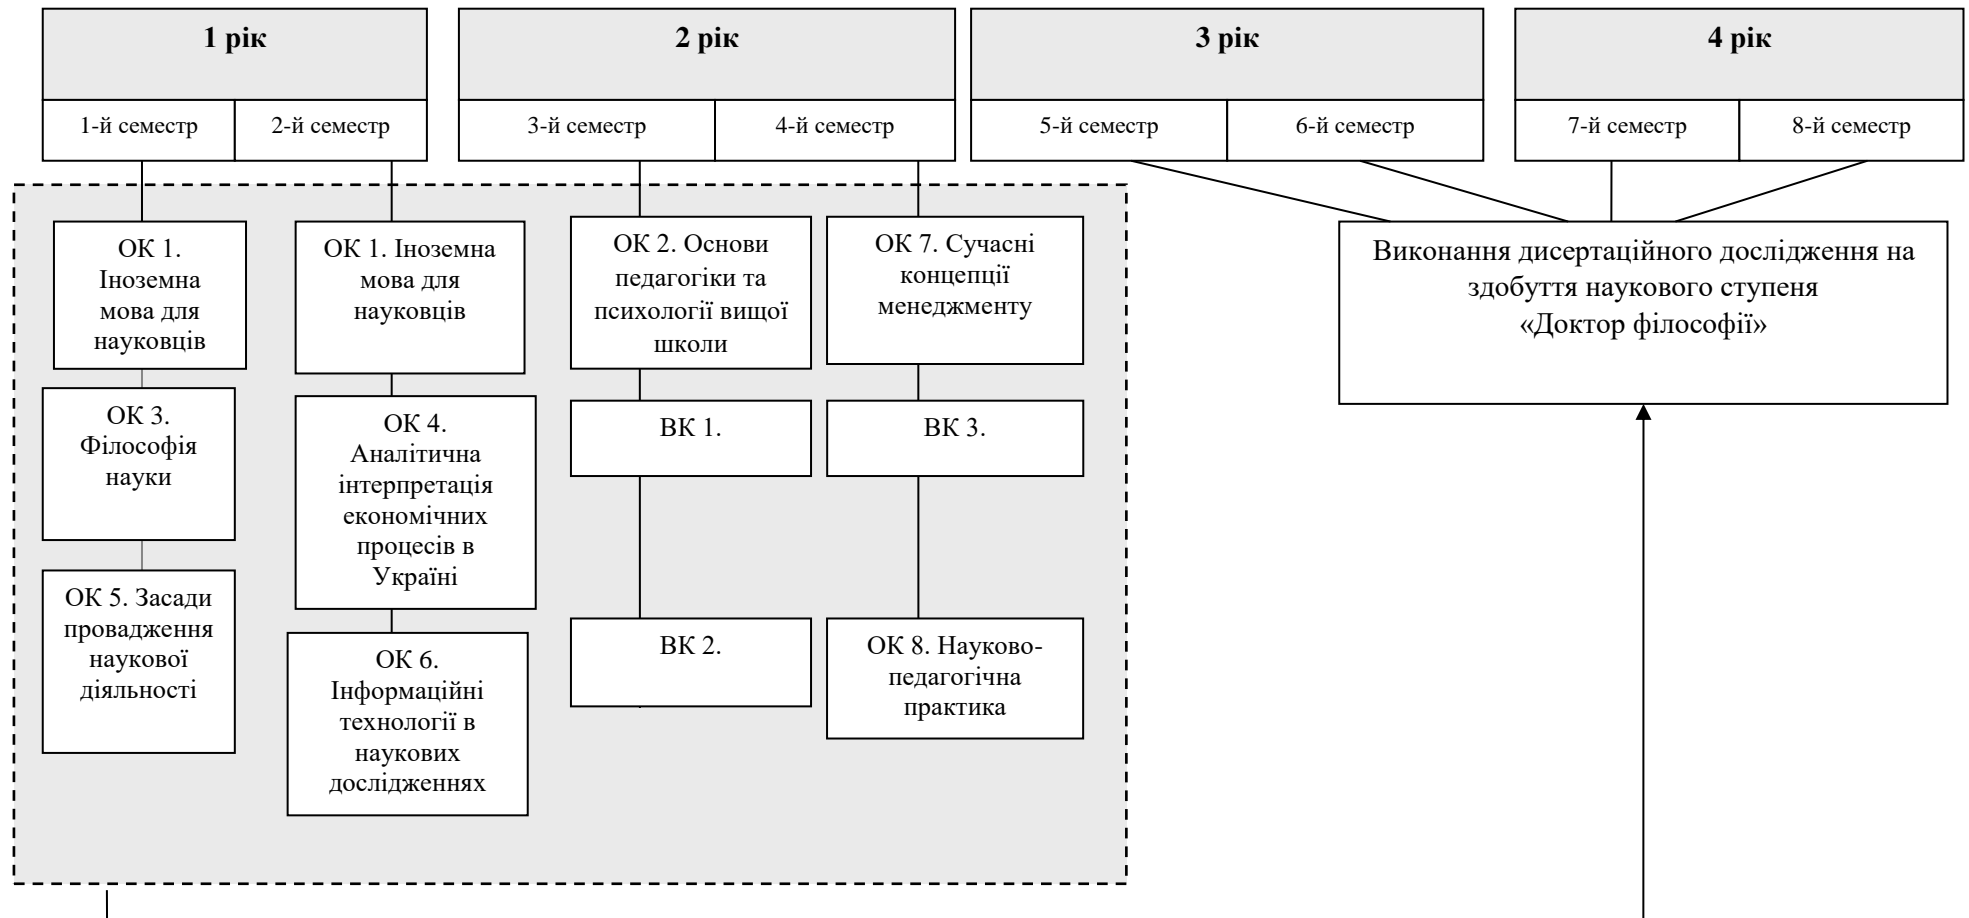 1 рік
2 рік
3 рік
4 рік
1-й семестр
2-й семестр
3-й семестр
4-й семестр
5-й семестр
6-й семестр
7-й семестр
8-й семестр
ОК 1.
Іноземна
мова для
науковців
ОК 3.
Філософія
науки
ОК 5. Засади
провадження
наукової
діяльності
ОК 1. Іноземна
мова для
науковців
ОК 4.
Аналітична
інтерпретація
економічних
процесів в
Україні
ОК 6.
Інформаційні
технології в
наукових
дослідженнях
ОК 2. Основи
педагогіки та
психології вищої
школи
ВК 1.
ВК 2.
ОК 7. Сучасні
концепції
менеджменту
ВК 3.
ОК 8. Науково-
педагогічна
практика
Виконання дисертаційного дослідження на
здобуття наукового ступеня
«Доктор філософії»